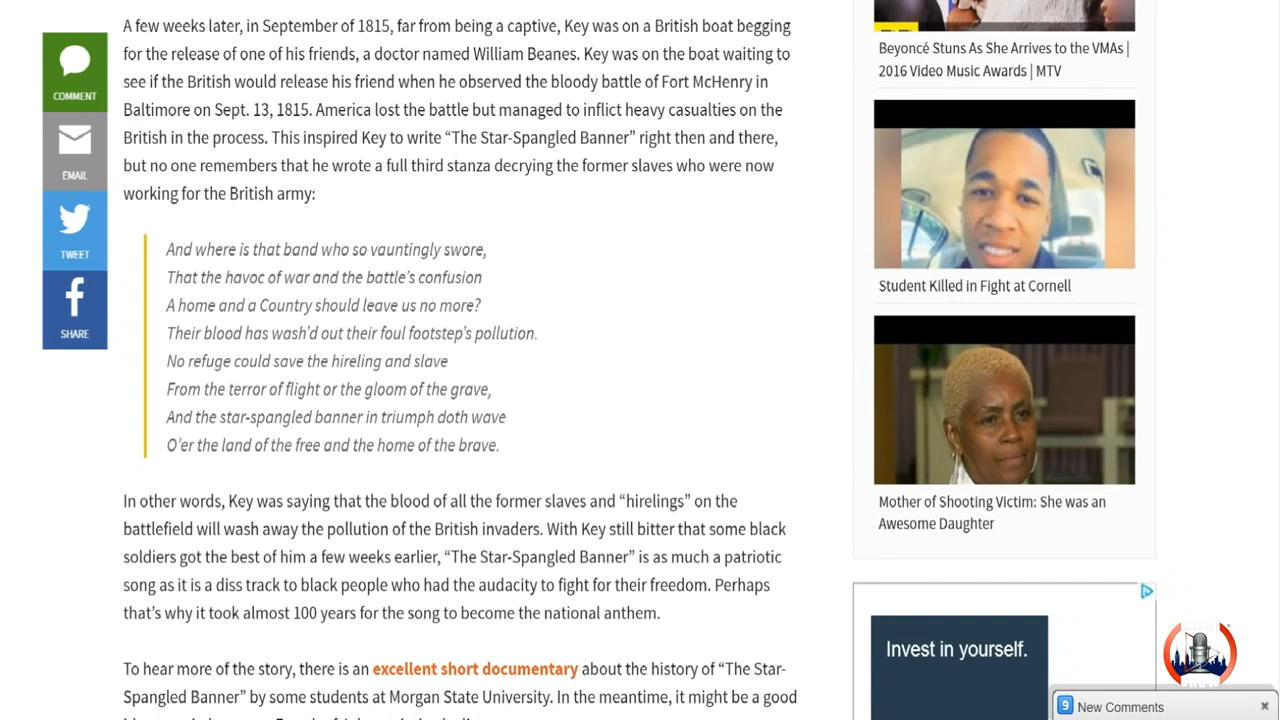 A few weeks later, in September of 1815, far from being a captive, Key was on a British boat begging
for the release of one of his friends, a doctor named William Beanes. Key was on the boat waiting to
see if the British would release his friend when he observed the bloody battle of Fort McHenry in
Baltimore on Sept. 13, 1815. America lost the battle but managed to inflict heavy casualties on the
British in the process. This inspired Key to write “The Star-Spangled Banner” right then and there,
but no one remembers that he wrote a full third stanza decrying the former slaves who were now
working for the British army:
And where is that band who so vauntingly swore,
That the havoc of war and the battle’s confusion
A home and a Country should leave us no more?
Their blood has wash’d out their foul footstep’s pollution.
No refuge could save the hireling and slave
From the terror of flight or the gloom of the grave,
And the star-spangled banner in triumph doth wave
O’er the land of the free and the home of the brave.
In other words, Key was saying that the blood of all the former slaves and “hirelings” on the
battlefield will wash away the pollution of the British invaders. With Key still bitter that some black
soldiers got the best of him a few weeks earlier, “The Star-Spangled Banner” is as much a patriotic
song as it is a diss track to black people who had the audacity to fight for their freedom. Perhaps
that’s why it took almost 100 years for the song to become the national anthem.
To hear more of the story, there is an excellent short documentary about the history of “The Star-
Spangled Banner” by some students at Morgan State University. In the meantime, it might be a good
COMMENT
EMAIL
TWEET
SHARE
Beyoncé Stuns As She Arrives to the VMAs |
2016 Video Music Awards | MTV
Student Killed in Fight at Cornell
Mother of Shooting Victim: She was an
Awesome Daughter
Invest in yourself.
9 New Comments